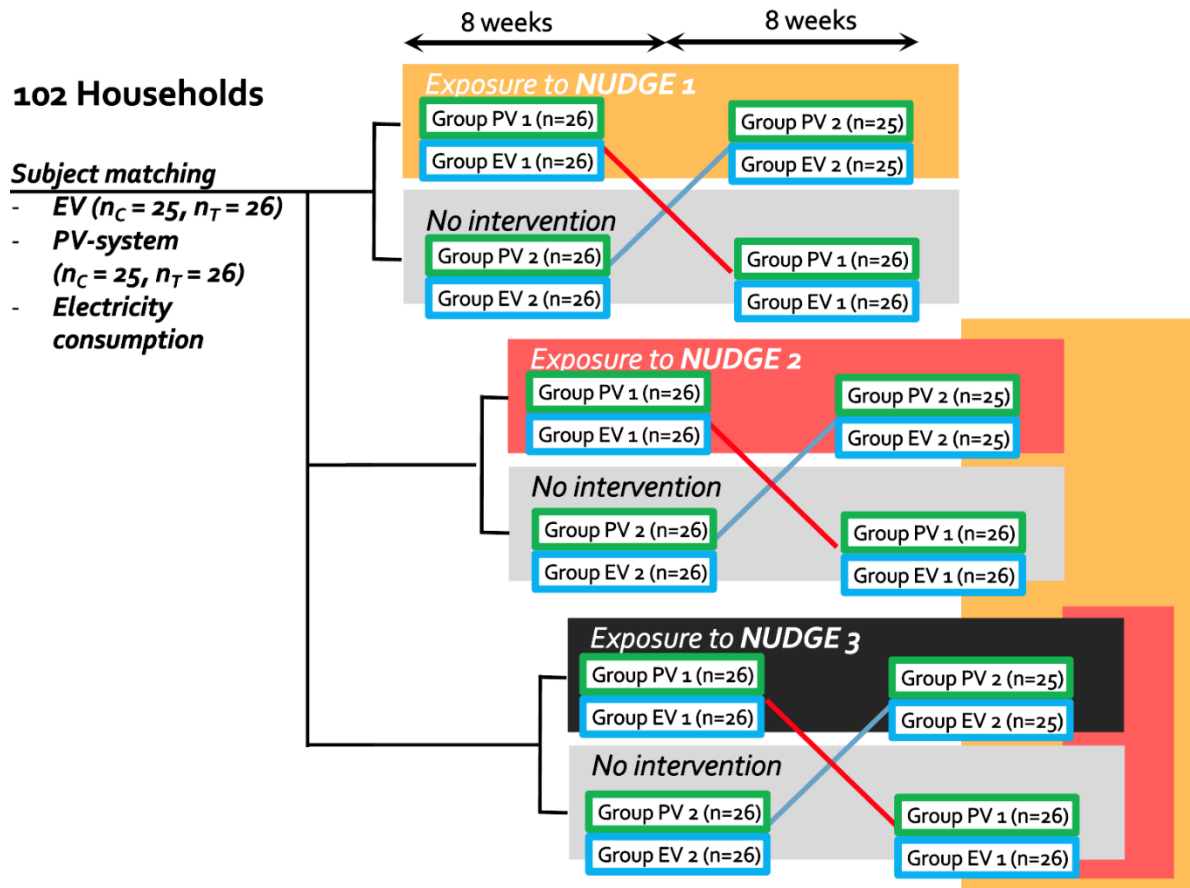 8 weeks
8 weeks
102 Households
Subject matching
- EV (nC = 25, nT = 26)
- PV-system
(nC = 25, nT = 26)
- Electricity
consumption
Exposure to NUDGE 1
Group PV 1 (n=26)
Group PV 2 (n=25)
Group EV 1 (n=26)
Group EV 2 (n=25)
No intervention
Group PV 2 (n=26)
Group PV 1 (n=26)
Group EV 2 (n=26)
Group EV 1 (n=26)
Exposure to NUDGE 2
Group PV 1 (n=26)
Group PV 2 (n=25)
Group EV 1 (n=26)
Group EV 2 (n=25)
No intervention
Group PV 2 (n=26)
Group PV 1 (n=26)
Group EV 2 (n=26)
Group EV 1 (n=26)
Exposure to NUDGE 3
Group PV 1 (n=26)
Group PV 2 (n=25)
Group EV 1 (n=26)
Group EV 2 (n=25)
No intervention
Group PV 2 (n=26)
Group PV 1 (n=26)
Group EV 2 (n=26)
Group EV 1 (n=26)